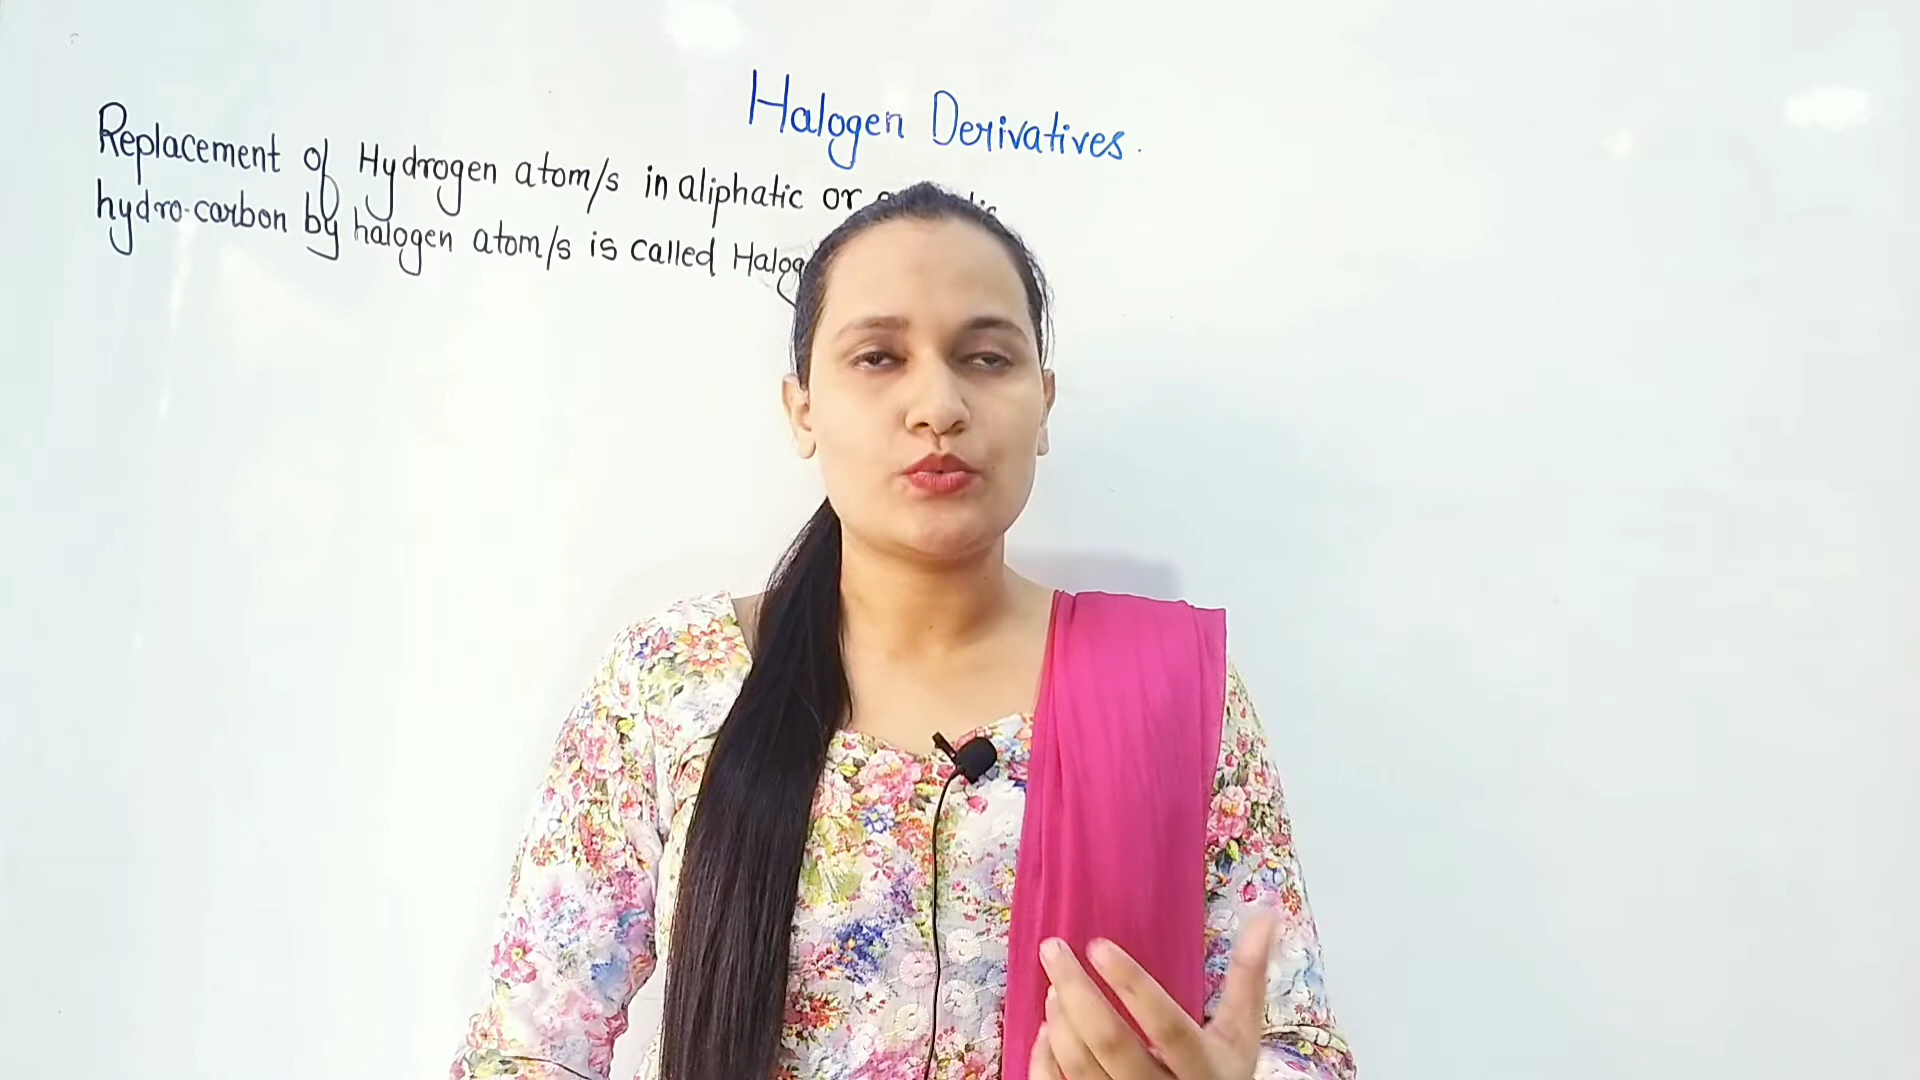 Halogen Derivatives.
Replacement of Hydrogen atom/s in aliphatic or
hydro-carbon by halogen atom/s is called